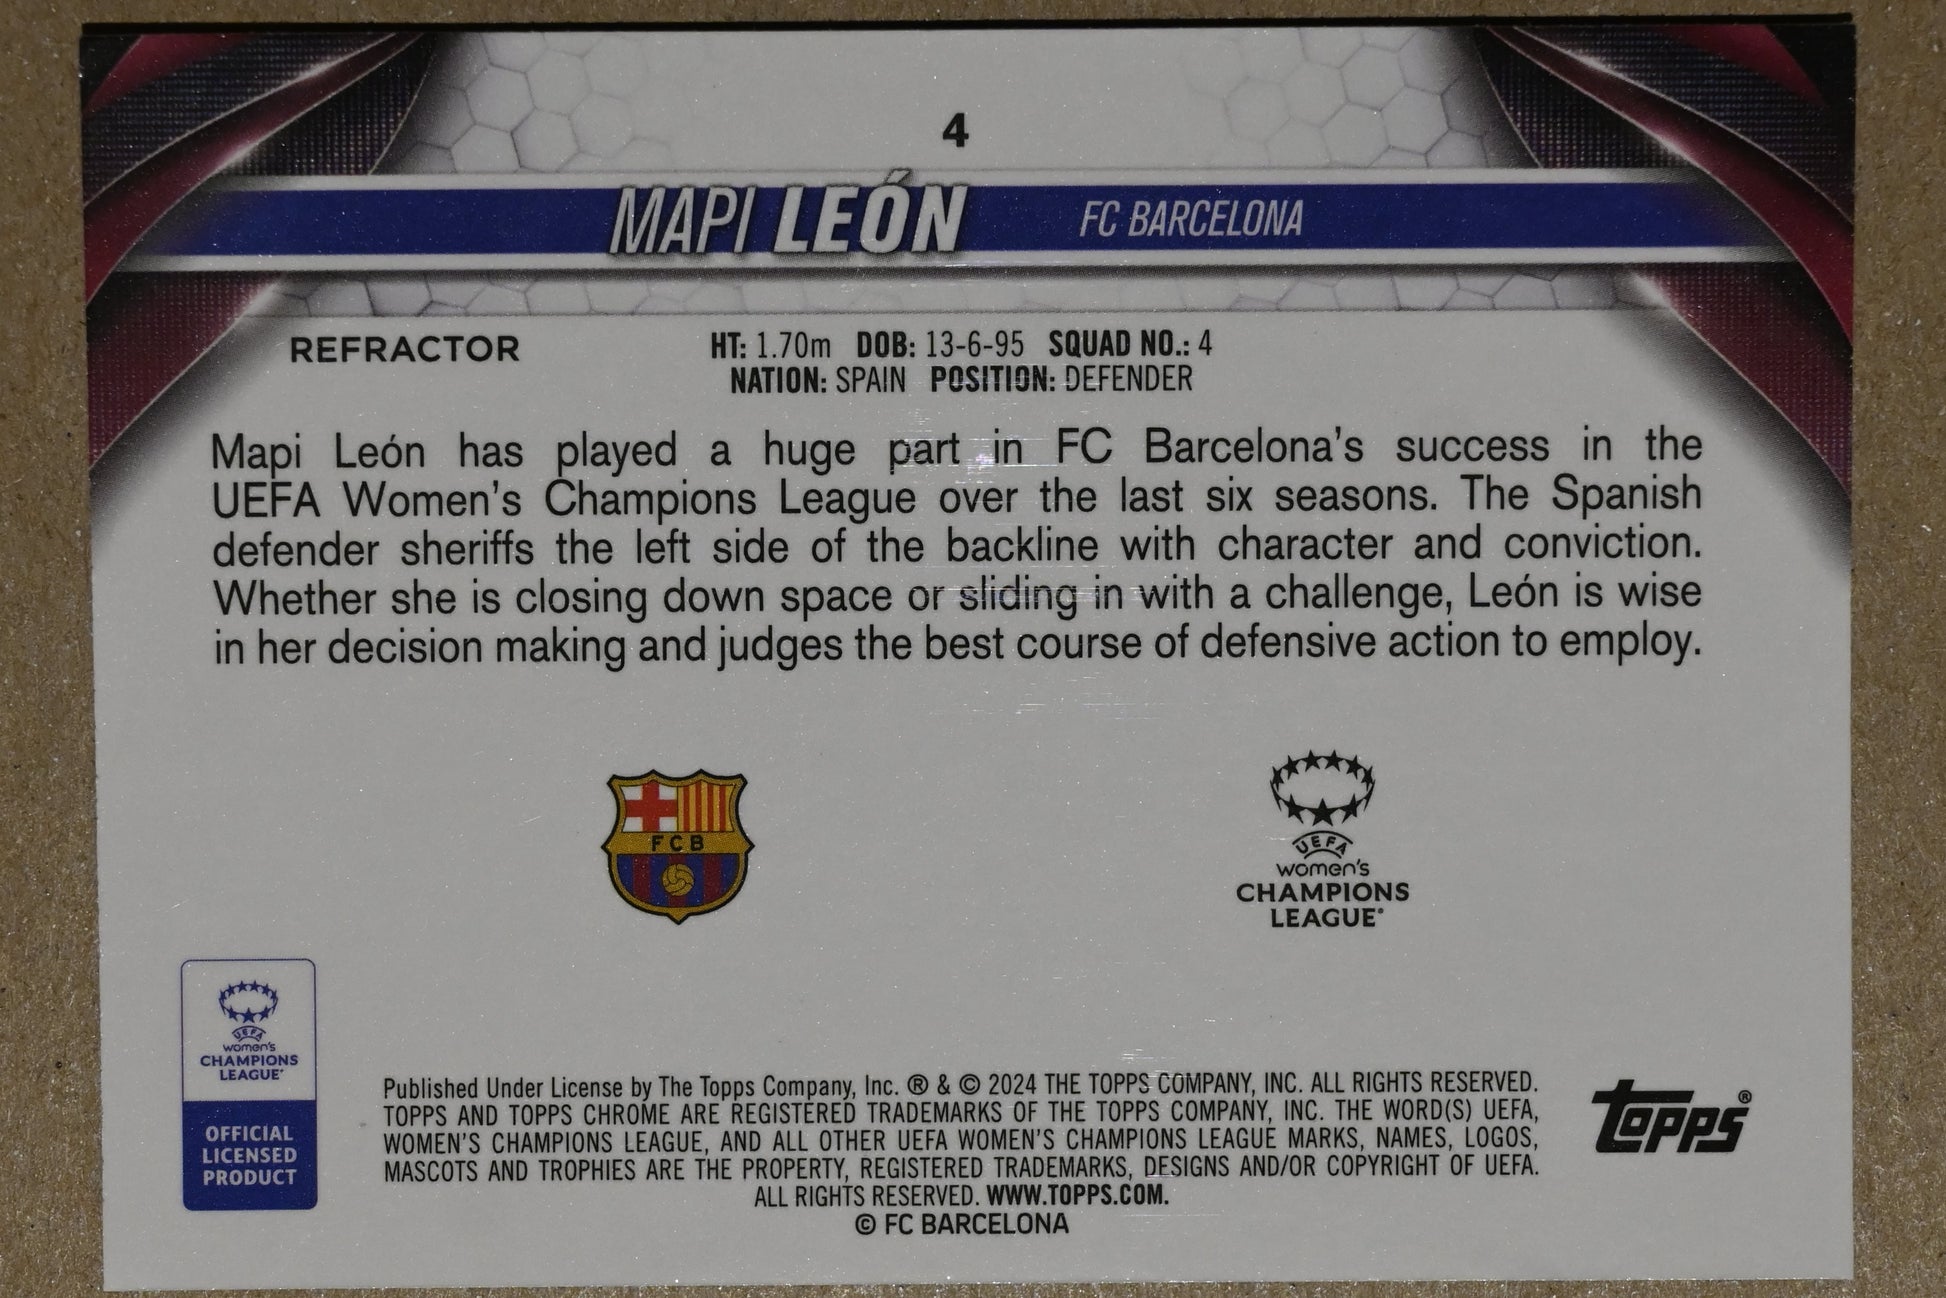 4
MAPI LEÓN FC BARCELONA
REFRACTOR
HT: 1.70m DOB: 13-6-95 SQUAD NO.: 4
NATION: SPAIN POSITION: DEFENDER
Mapi León has played a huge part in FC Barcelona's success in the
UEFA Women's Champions League over the last six seasons. The Spanish
defender sheriffs the left side of the backline with character and conviction.
Whether she is closing down space or sliding in with a challenge, León is wise
in her decision making and judges the best course of defensive action to employ.
FCB
UEFA
women's
CHAMPIONS
LEAGUE®
UEFA
women's
CHAMPIONS
LEAGUE®
OFFICIAL
LICENSED
PRODUCT
Published Under License by The Topps Company, Inc. ® & © 2024 THE TOPPS COMPANY, INC. ALL RIGHTS RESERVED.
TOPPS AND TOPPS CHROME ARE REGISTERED TRADEMARKS OF THE TOPPS COMPANY, INC. THE WORD(S) UEFA,
WOMEN'S CHAMPIONS LEAGUE, AND ALL OTHER UEFA WOMEN'S CHAMPIONS LEAGUE MARKS, NAMES, LOGOS,
MASCOTS AND TROPHIES ARE THE PROPERTY, REGISTERED TRADEMARKS, DESIGNS AND/OR COPYRIGHT OF UEFA.
ALL RIGHTS RESERVED. WWW.TOPPS.COM.
© FC BARCELONA
Topps®